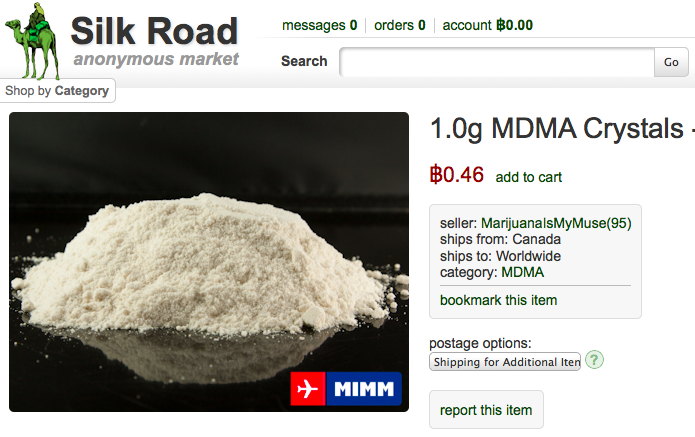 Silk Road
anonymous market
messages 0 orders 0 account ฿0.00
Search Go
Shop by Category
1.0g MDMA Crystals -
฿0.46 add to cart
seller: MarijuanaIsMyMuse(95)
ships from: Canada
ships to: Worldwide
category: MDMA
bookmark this item
postage options:
Shipping for Additional Iten
?
report this item
MIMM